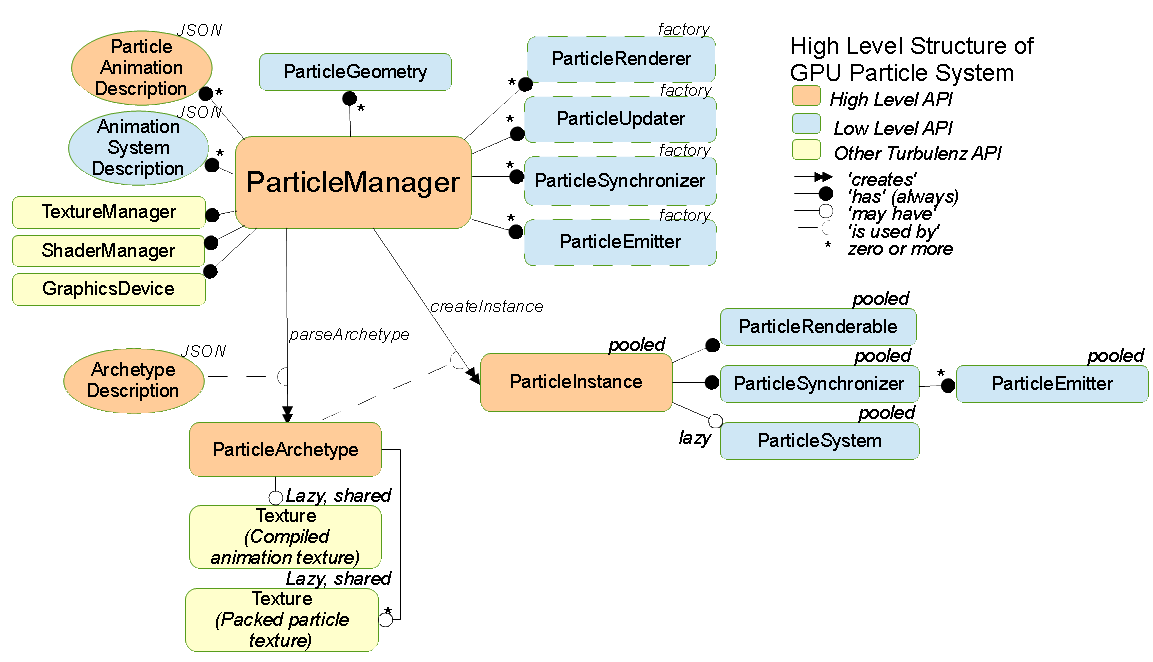 High Level Structure of
GPU Particle System
High Level API
Low Level API
Other Turbulenz API
'creates'
'has' (always)
'may have'
'is used by'
* zero or more
JSON
Particle
Animation
Description
*
JSON
Animation
System
Description
*
ParticleGeometry
*
factory
ParticleRenderer
*
factory
ParticleUpdater
*
factory
ParticleSynchronizer
*
factory
ParticleEmitter
*
ParticleManager
TextureManager
ShaderManager
GraphicsDevice
parseArchetype
createInstance
JSON
Archetype
Description
pooled
ParticleInstance
pooled
ParticleRenderable
pooled
ParticleSynchronizer
*
pooled
ParticleEmitter
lazy
pooled
ParticleSystem
ParticleArchetype
Lazy, shared
Texture
(Compiled
animation texture)
Lazy, shared
Texture
(Packed particle
texture)
*